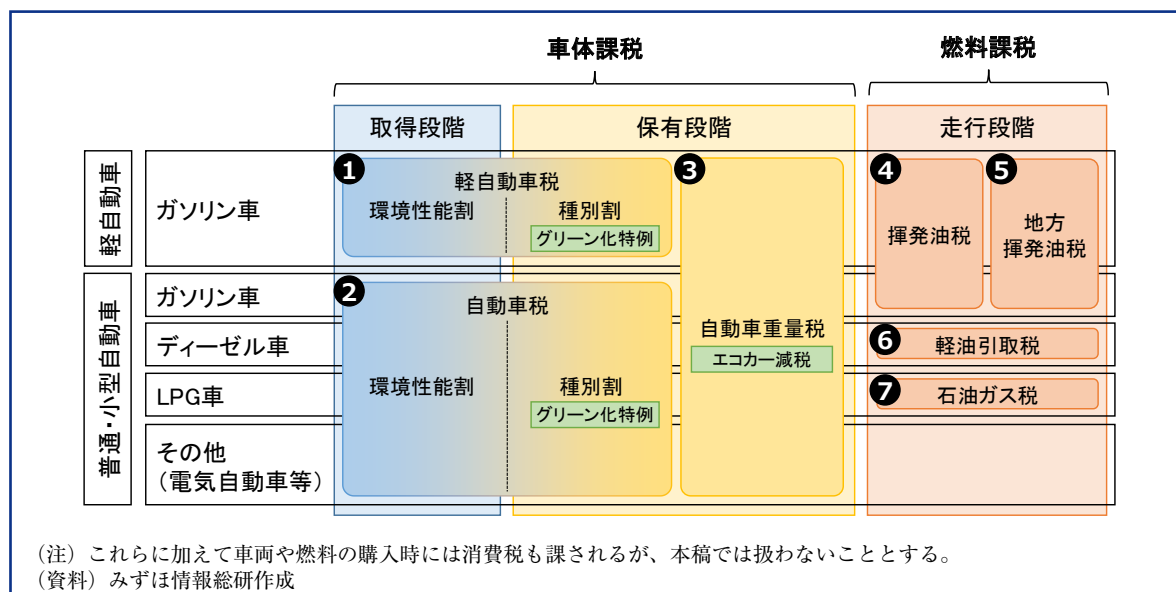 車体課税
燃料課税
取得段階
保有段階
走行段階
軽自動車
ガソリン車
❶
軽自動車税
環境性能割
種別割
グリーン化特例
❸
自動車重量税
エコカー減税
❹
揮発油税
❺
地方
揮発油税
普通・小型自動車
ガソリン車
ディーゼル車
LPG車
その他
（電気自動車等）
❷
自動車税
環境性能割
種別割
グリーン化特例
❻
軽油引取税
❼
石油ガス税
（注）これらに加えて車両や燃料の購入時には消費税も課されるが、本稿では扱わないこととする。
（資料）みずほ情報総研作成